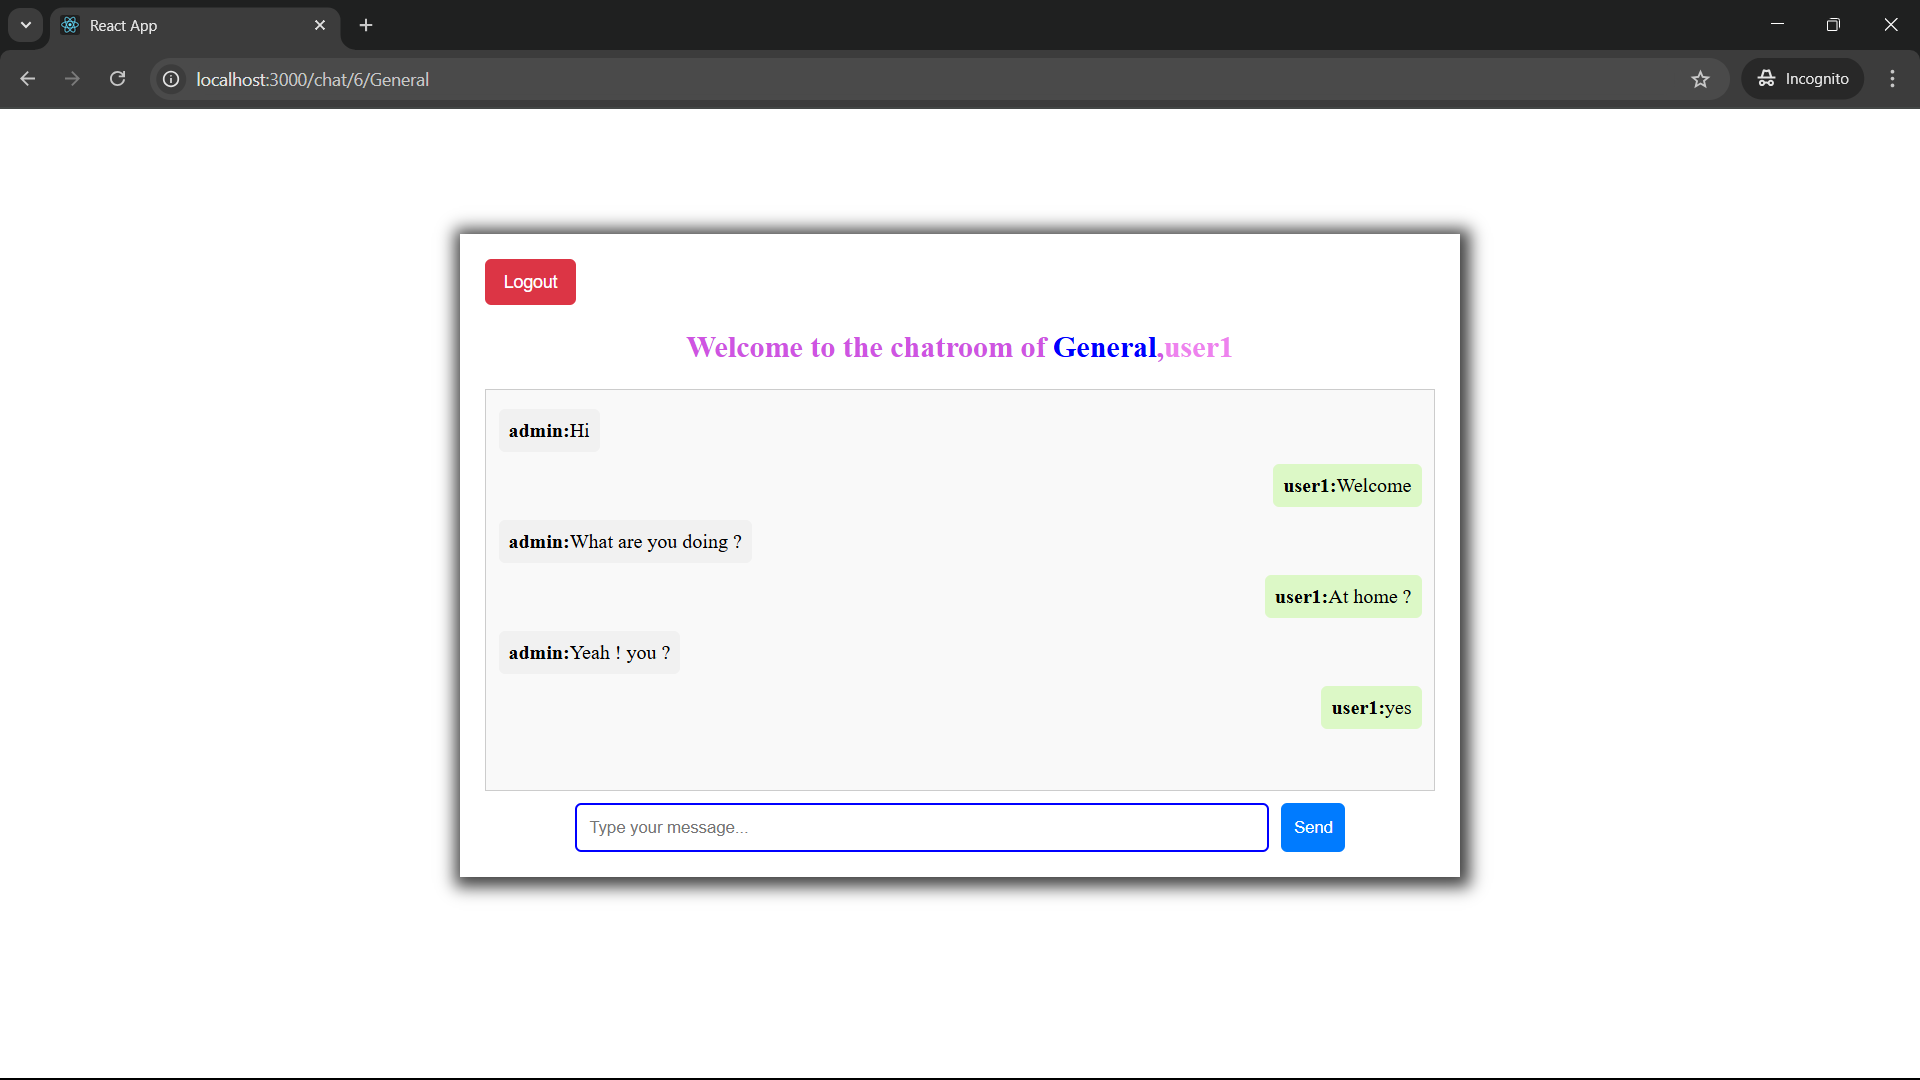 React App
localhost:3000/chat/6/General
Incognito
Logout
Welcome to the chatroom of General,user1
admin:Hi
user1:Welcome
admin:What are you doing ?
user1:At home ?
admin:Yeah ! you ?
user1:yes
Type your message...
Send